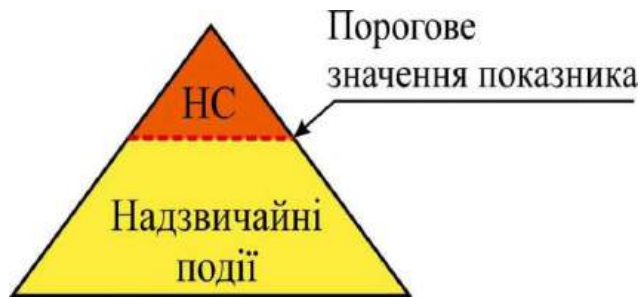 Порогове
значення показника
НС
Надзвичайні
події